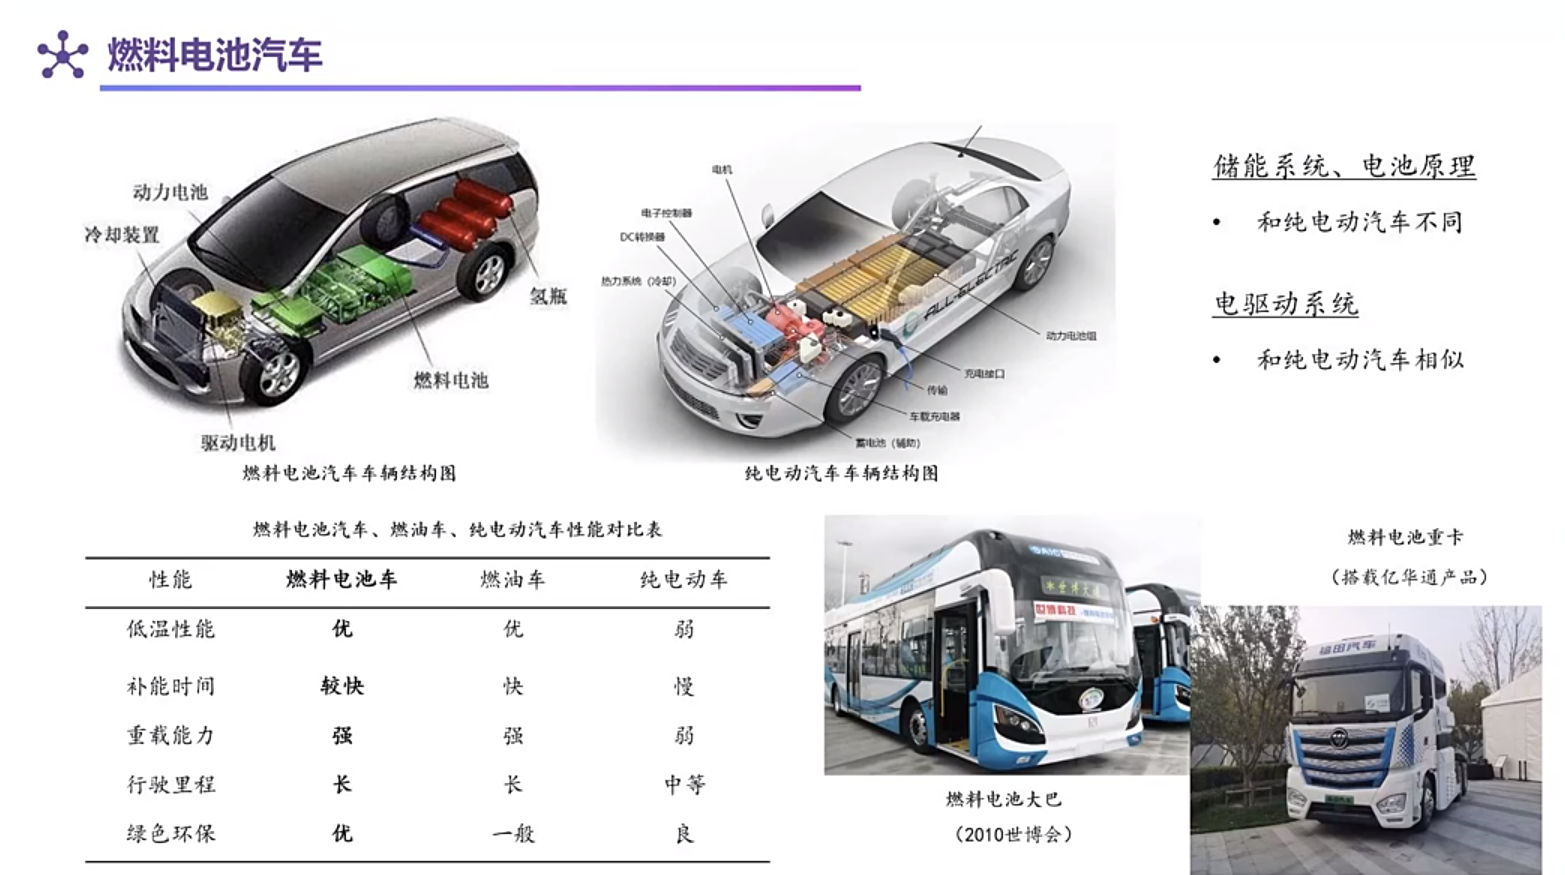 燃料电池汽车
动力电池
冷却装置
氢瓶
燃料电池
驱动电机
燃料电池汽车车辆结构图
电机
电子控制器
DC转换器
热力系统（冷却）
ALL-ELECTRIC
动力电池组
充电接口
传输
车载充电器
蓄电池（辅助）
纯电动汽车车辆结构图
储能系统、电池原理
• 和纯电动汽车不同
电驱动系统
• 和纯电动汽车相似
燃料电池汽车、燃油车、纯电动汽车性能对比表
性能 燃料电池车 燃油车 纯电动车
低温性能 优 优 弱
补能时间 较快 快 慢
重载能力 强 强 弱
行驶里程 长 长 中等
绿色环保 优 一般 良
SAIC
世博科技
燃料电池大巴
（2010世博会）
燃料电池重卡
（搭载亿华通产品）
福田汽车